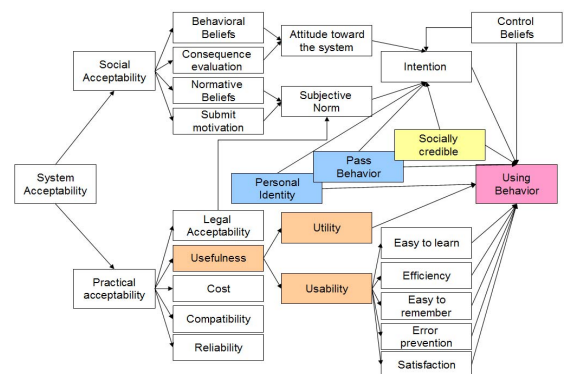 Behavioral
Beliefs
Consequence
evaluation
Normative
Beliefs
Submit
motivation
Social
Acceptability
Attitude toward
the system
Subjective
Norm
Control
Beliefs
Intention
Socially
credible
Pass
Behavior
Personal
Identity
Using
Behavior
System
Acceptability
Practical
acceptability
Legal
Acceptability
Usefulness
Cost
Compatibility
Reliability
Utility
Usability
Easy to learn
Efficiency
Easy to
remember
Error
prevention
Satisfaction